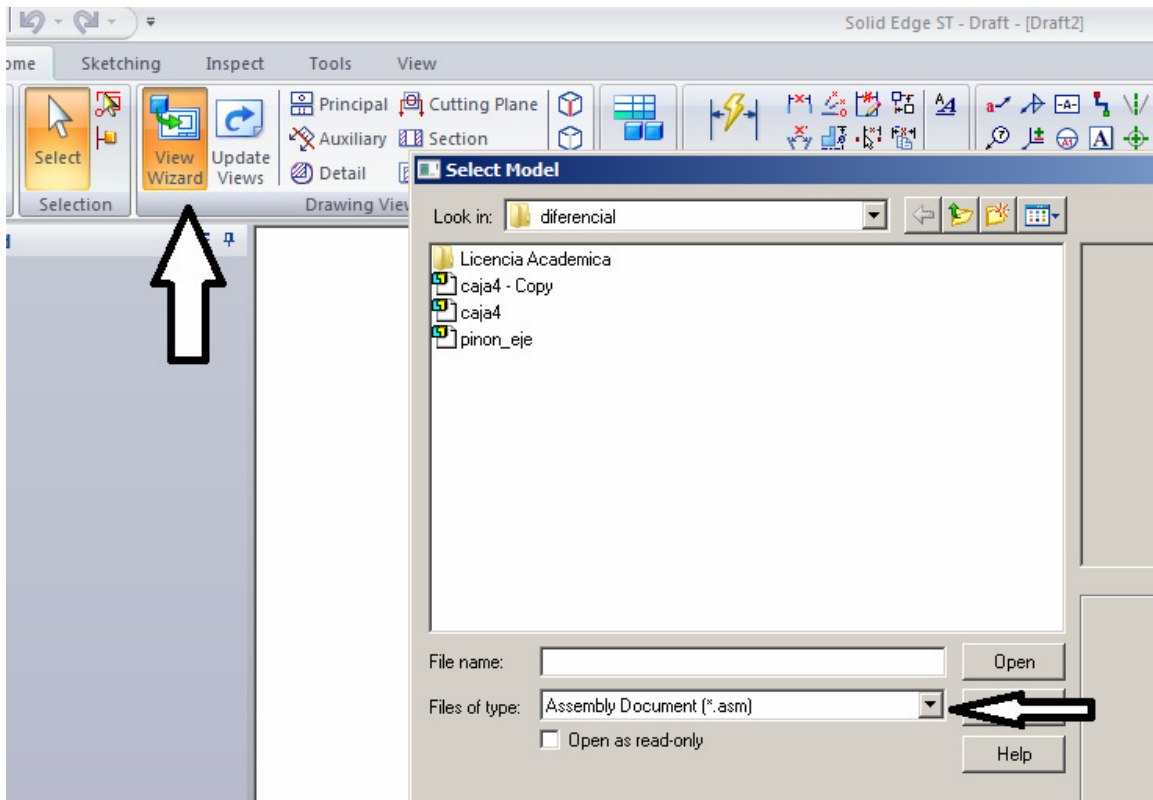 Solid Edge ST - Draft - [Draft2]
ome Sketching Inspect Tools View
Select
View Wizard
Update Views
Principal
Cutting Plane
Auxiliary
Section
Detail
A
A
Selection
Drawing View
Select Model
Look in: diferencial
Licencia Academica
caja4 - Copy
caja4
pinon_eje
File name:
Open
Files of type: Assembly Document (*.asm)
Open as read-only
Help